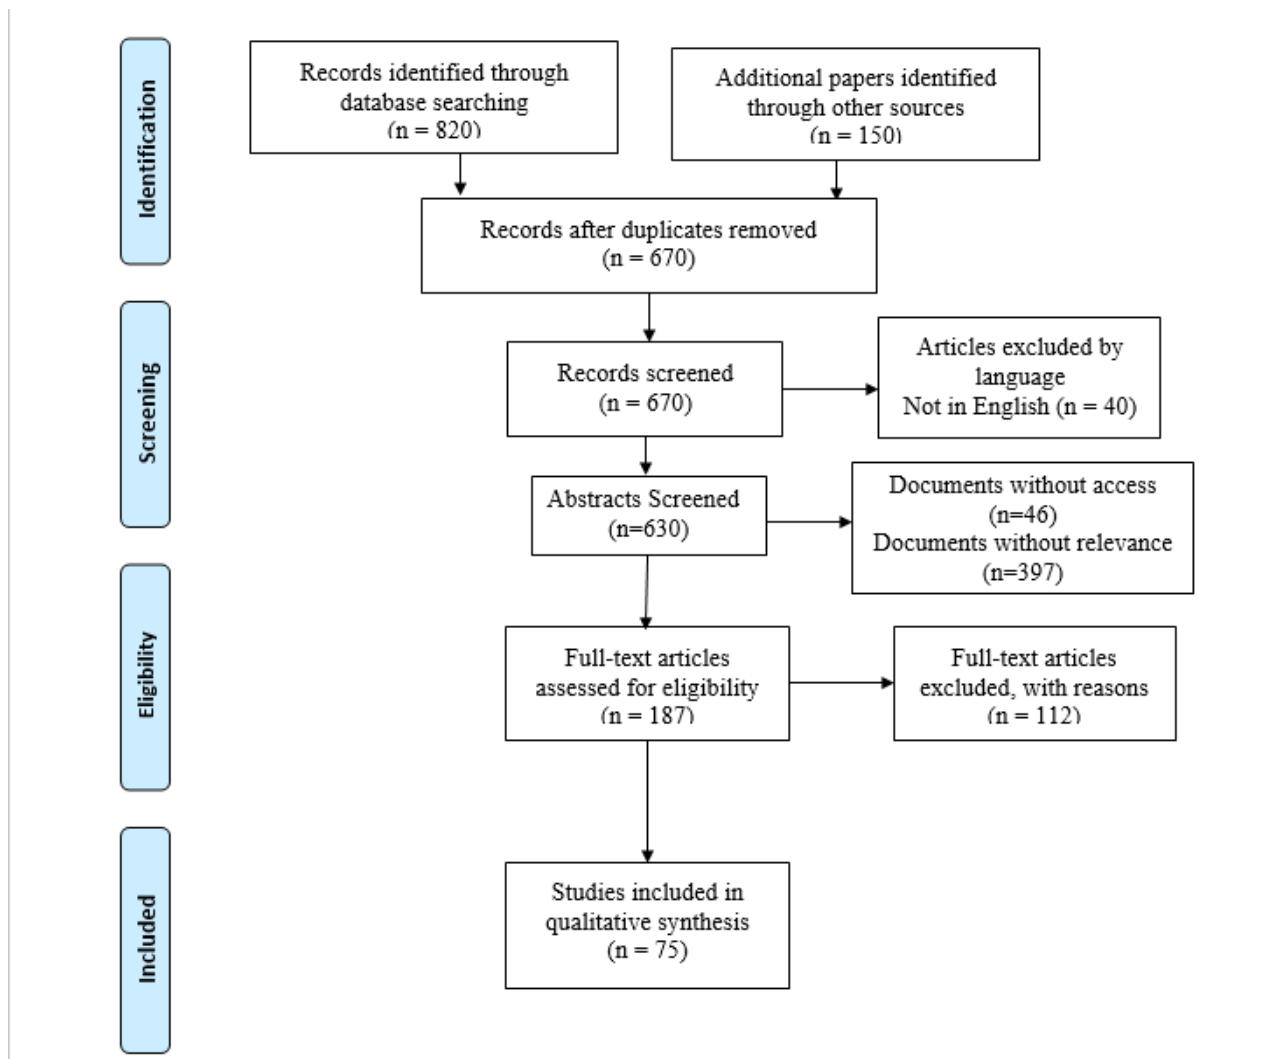 Identification
Records identified through
database searching
(n = 820)
Additional papers identified
through other sources
(n = 150)
Records after duplicates removed
(n = 670)
Screening
Records screened
(n = 670)
Articles excluded by
language
Not in English (n = 40)
Abstracts Screened
(n=630)
Documents without access
(n=46)
Documents without relevance
(n=397)
Eligibility
Full-text articles
assessed for eligibility
(n = 187)
Full-text articles
excluded, with reasons
(n = 112)
Included
Studies included in
qualitative synthesis
(n = 75)